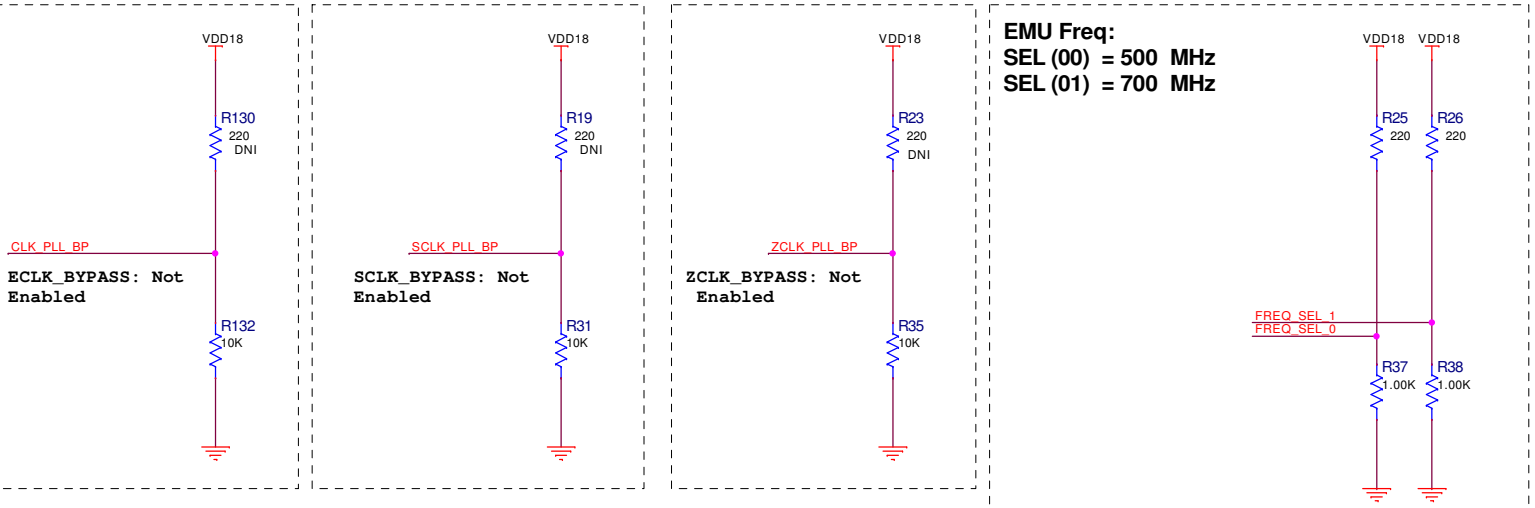 VDD18
R130
220
DNI
CLK_PLL_BP
ECLK_BYPASS: Not
Enabled
R132
10K
VDD18
R19
220
DNI
SCLK_PLL_BP
SCLK_BYPASS: Not
Enabled
R31
10K
VDD18
R23
220
DNI
ZCLK_PLL_BP
ZCLK_BYPASS: Not
Enabled
R35
10K
EMU Freq:
SEL (00) = 500 MHz
SEL (01) = 700 MHz
VDD18 VDD18
R25 R26
220 220
FREQ_SEL_1
FREQ_SEL_0
R37 R38
1.00K 1.00K